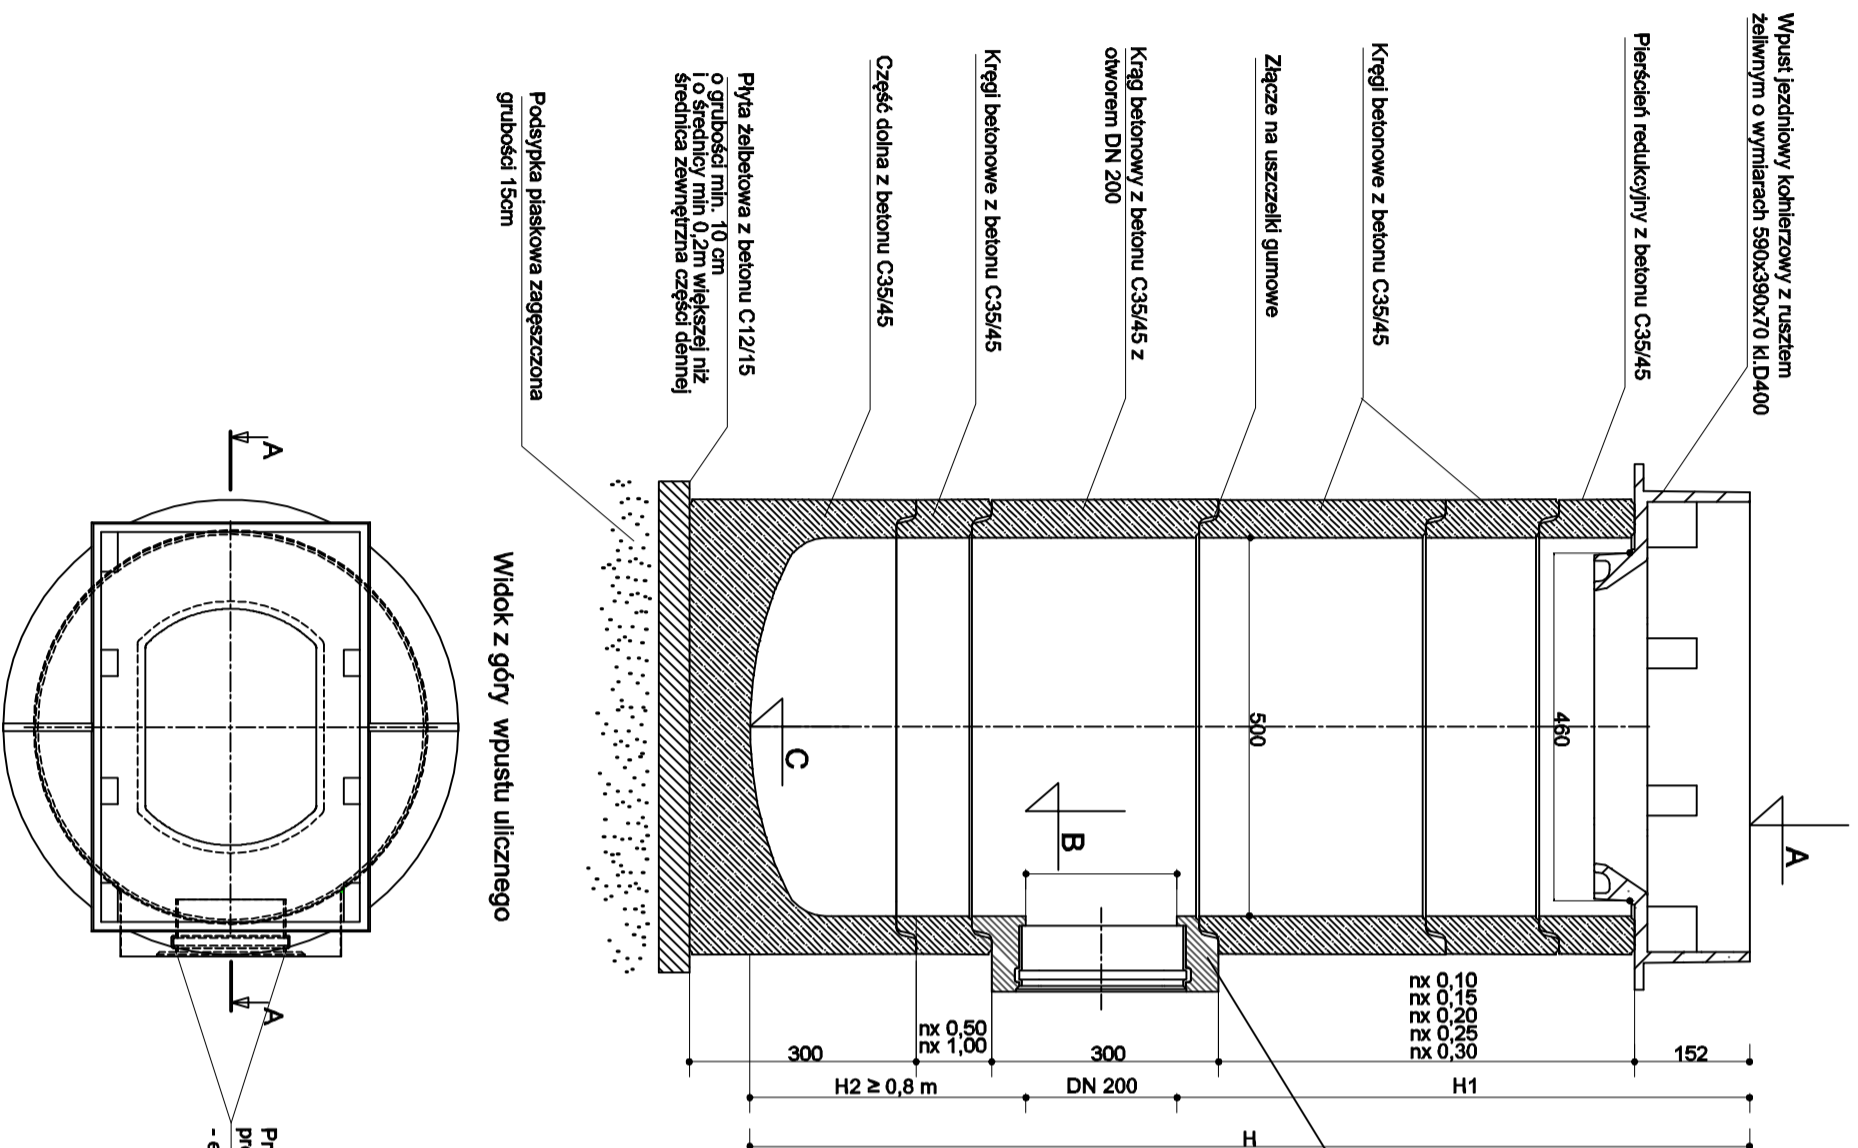 Wpust jezdniowy kołnierzowy z rusztem
żeliwnym o wymiarach 590x390x70 kl.D400
Pierścień redukcyjny z betonu C35/45
Kręgi betonowe z betonu C35/45
Złącze na uszczelki gumowe
Krąg betonowy z betonu C35/45 z
otworem DN 200
Kręgi betonowe z betonu C35/45
Część dolna z betonu C35/45
Płyta żelbetowa z betonu C12/15
o grubości min. 10 cm
i o średnicy min 0,2m większej niż
średnica zewnętrzna części dennej
Podsypka piaskowa zagęszczona
grubości 15cm
A
460
500
B
C
nx 0,10
nx 0,15
nx 0,20
nx 0,25
nx 0,30
nx 0,50
nx 1,00
300
300
152
H2 ≥ 0,8 m
DN 200
H1
H
Widok z góry wpustu ulicznego
A
A